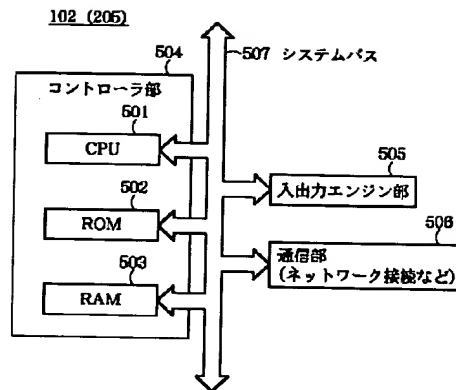 102 (205)
504
507 システムバス
コントローラ部
501
CPU
505
入出力エンジン部
502
ROM
506
通信部
(ネットワーク接続など)
503
RAM